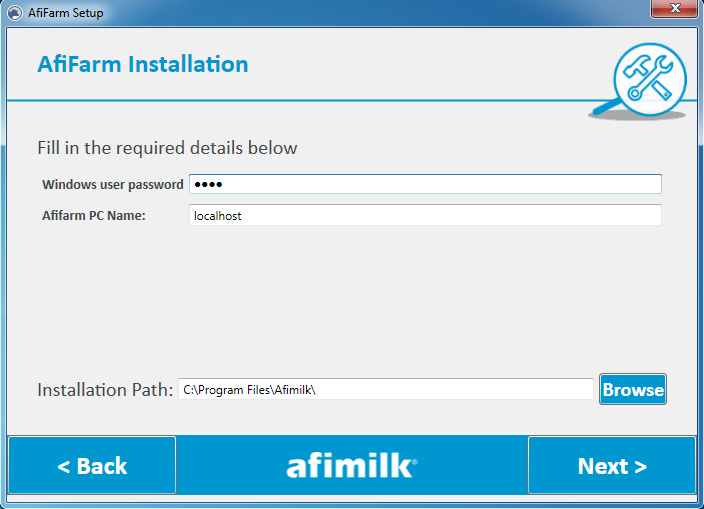 AfiFarm Setup
AfiFarm Installation
Fill in the required details below
Windows user password ••••
Afifarm PC Name: localhost
Installation Path: C:\Program Files\Afimilk\ Browse
< Back afimilk® Next >